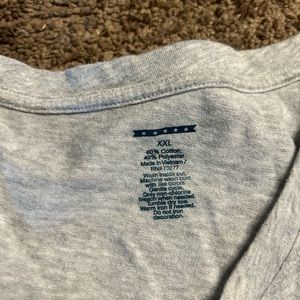 XXL
60% Cotton,
40% Polyester
Made in Vietnam /
Wash inside out.
Machine wash cold
with like colors.
Gentle cycle.
Only non-chlorine
bleach when needed.
Tumble dry low.
Warm iron if needed.
Do not iron
decoration.